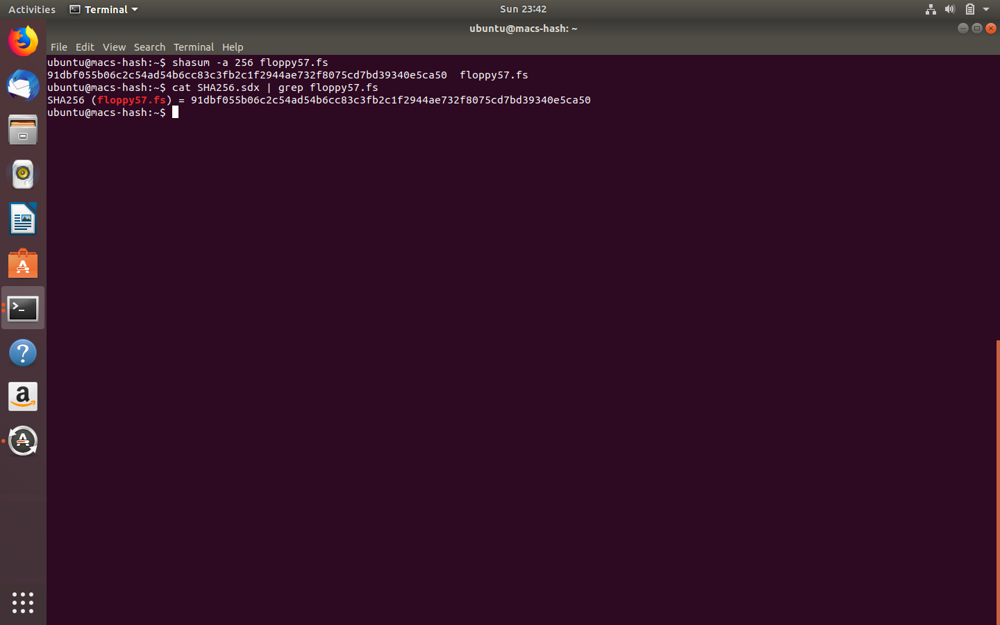 Activities Terminal Sun 23:42
ubuntu@macs-hash: ~
File Edit View Search Terminal Help
ubuntu@macs-hash:~$ shasum -a 256 floppy57.fs
91dbf055b06c2c54ad54b6cc83c3fb2c1f2944ae732f8075cd7bd39340e5ca50  floppy57.fs
ubuntu@macs-hash:~$ cat SHA256.sdx | grep floppy57.fs
SHA256 (floppy57.fs) = 91dbf055b06c2c54ad54b6cc83c3fb2c1f2944ae732f8075cd7bd39340e5ca50
ubuntu@macs-hash:~$